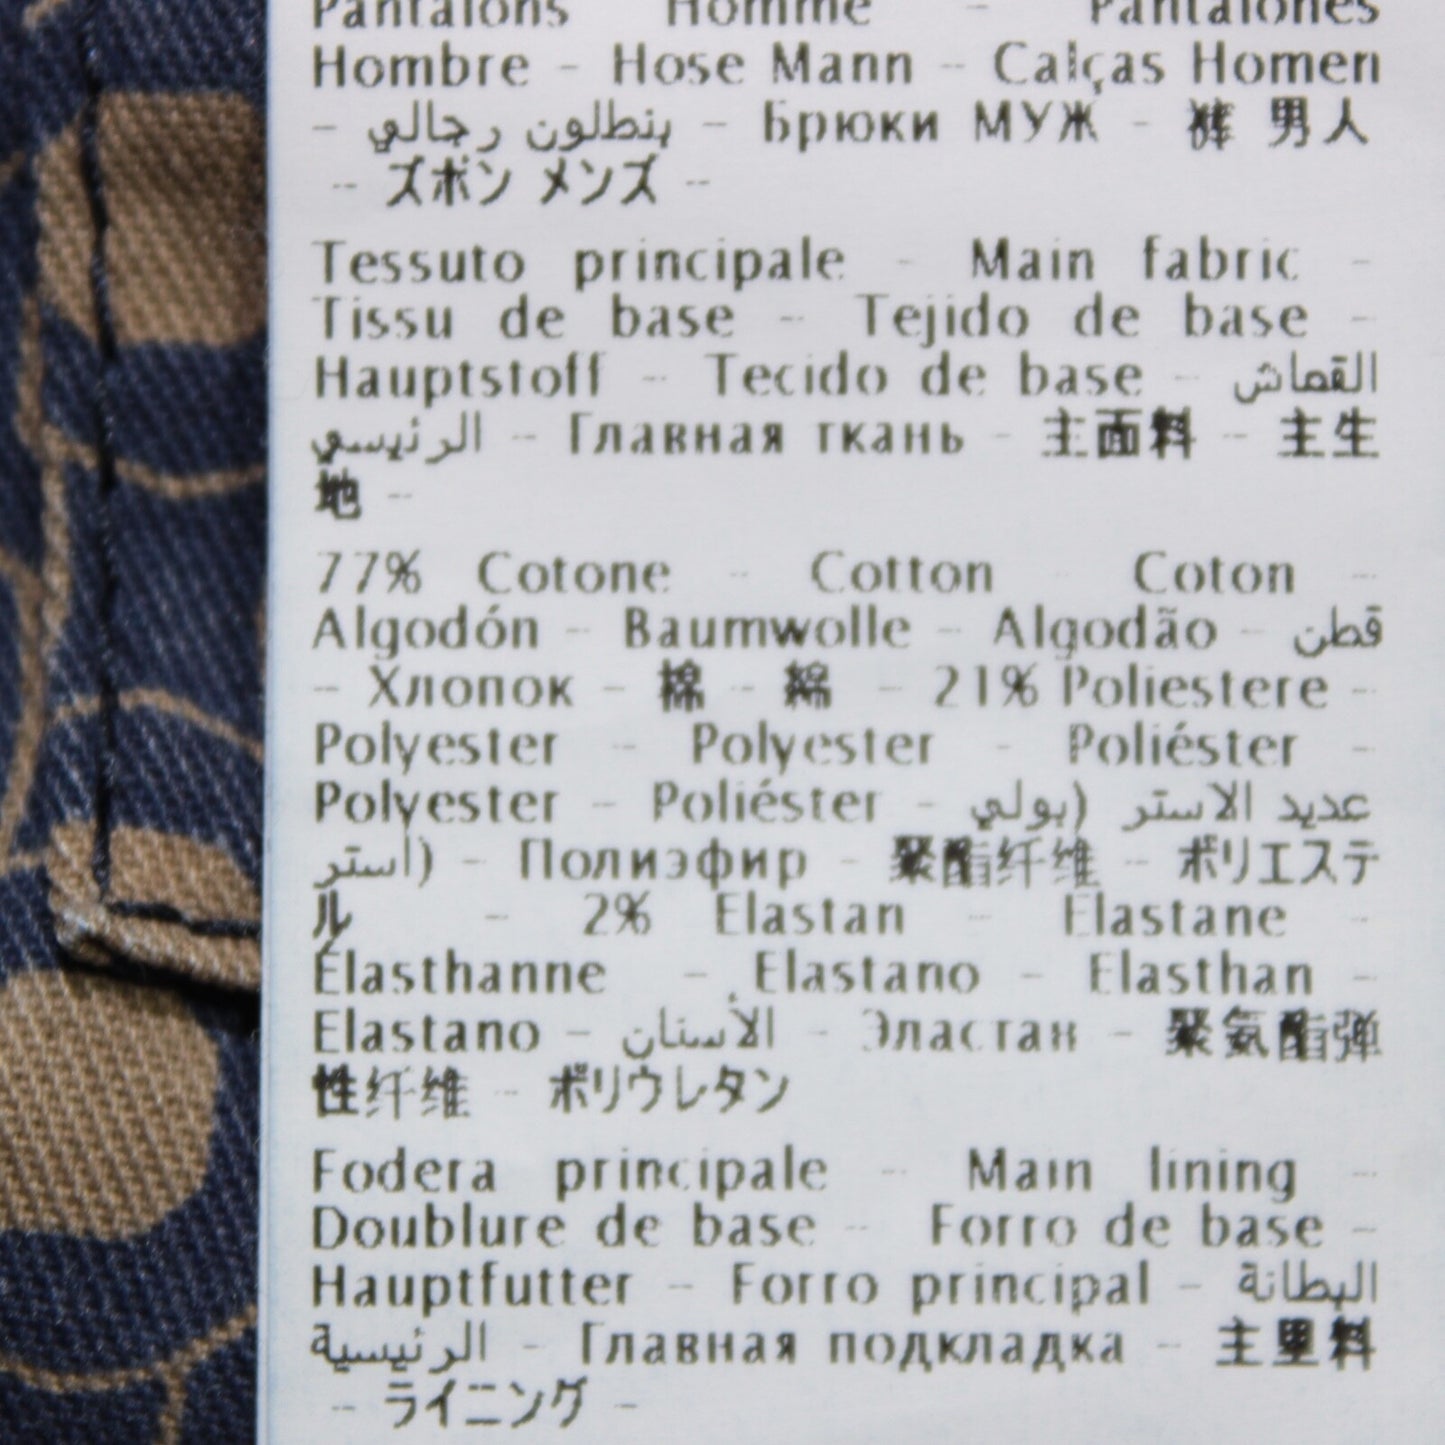 Pantalons Homme - Pantalones
Hombre - Hose Mann - Calças Homen
- بنطلون رجالي - Брюки МУЖ - 裤 男人
- ズボン メンズ -
Tessuto principale - Main fabric -
Tissu de base - Tejido de base -
Hauptstoff - Tecido de base - القماش
الرئيسي - Главная ткань - 主面料 - 主生
地 -
77% Cotone - Cotton - Coton -
Algodón - Baumwolle - Algodão - قطن
- Хлопок - 棉 - 綿 - 21% Poliestere -
Polyester - Polyester - Poliéster -
Polyester - Poliéster - عديد الاستر (بولي
أستر) - Полиэфир - 聚酯纤维 - ポリエステ
ル - 2% Elastan - Elastane -
Élasthanne - Elastano - Elasthan -
Elastano - الأستان - Эластан - 聚氨酯弹
性纤维 - ポリウレタン
Fodera principale - Main lining -
Doublure de base - Forro de base -
Hauptfutter - Forro principal - البطانة
الرئيسية - Главная подкладка - 主里料
- ライニング -